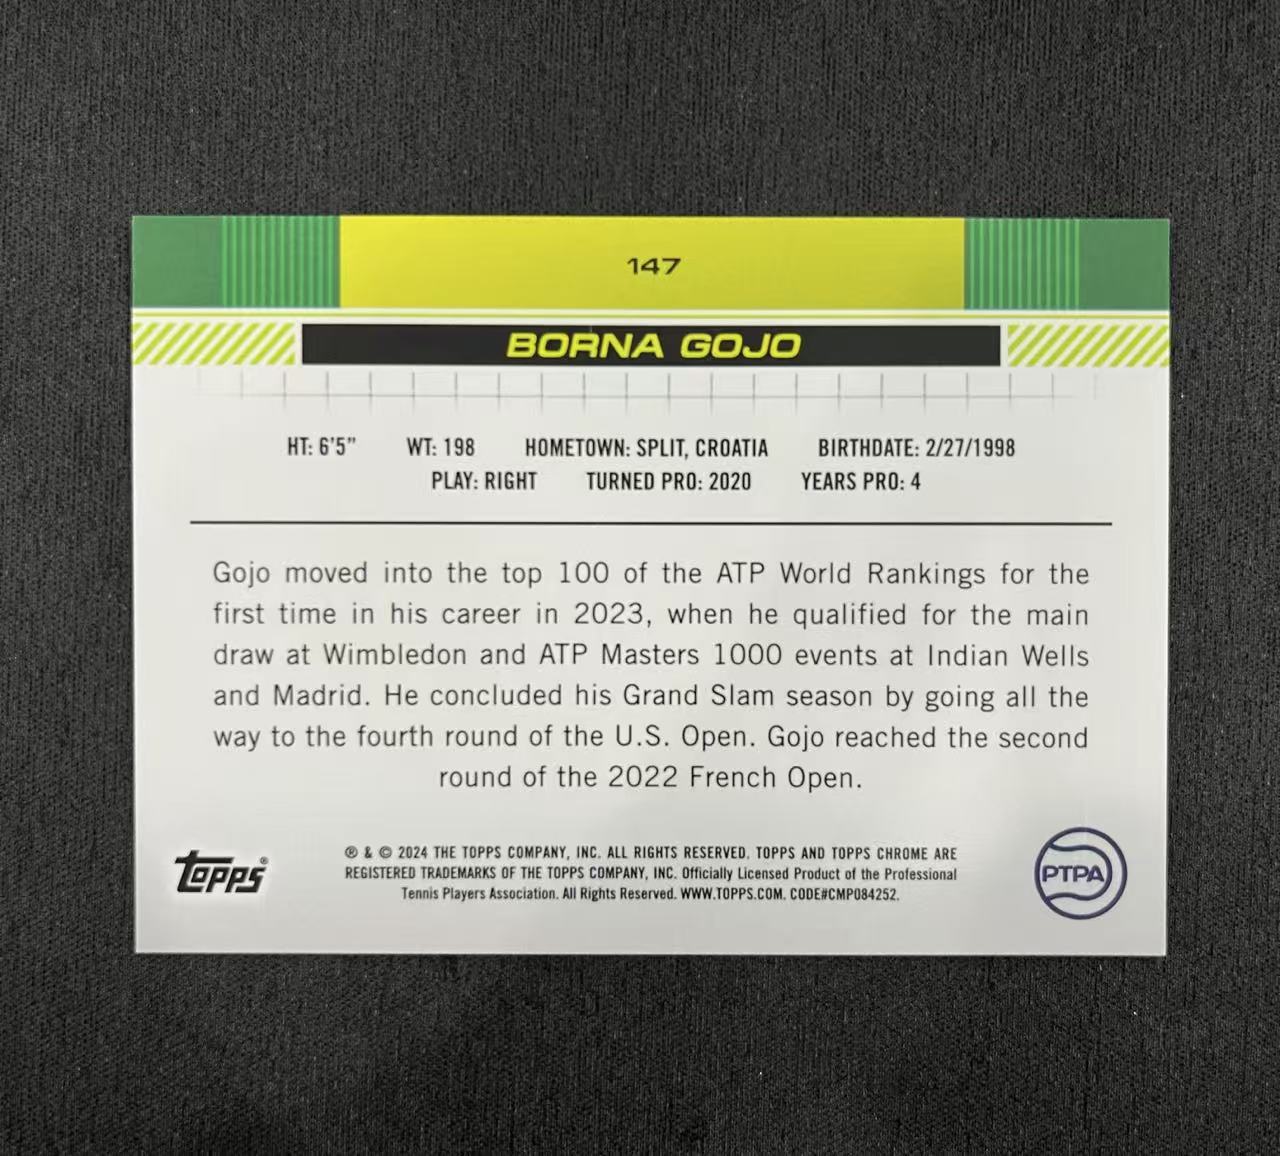 147
BORNA GOJO
HT: 6'5" WT: 198 HOMETOWN: SPLIT, CROATIA BIRTHDATE: 2/27/1998
PLAY: RIGHT TURNED PRO: 2020 YEARS PRO: 4
Gojo moved into the top 100 of the ATP World Rankings for the
first time in his career in 2023, when he qualified for the main
draw at Wimbledon and ATP Masters 1000 events at Indian Wells
and Madrid. He concluded his Grand Slam season by going all the
way to the fourth round of the U.S. Open. Gojo reached the second
round of the 2022 French Open.
topps®
® & © 2024 THE TOPPS COMPANY, INC. ALL RIGHTS RESERVED. TOPPS AND TOPPS CHROME ARE
REGISTERED TRADEMARKS OF THE TOPPS COMPANY, INC. Officially Licensed Product of the Professional
Tennis Players Association. All Rights Reserved. WWW.TOPPS.COM. CODE#CMP084252.
PTPA